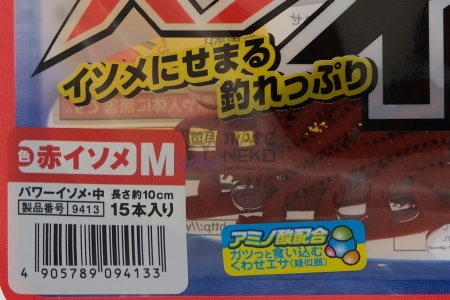 イソメにせまる
釣れっぷり
色 赤イソメ M
パワーイソメ・中 長さ約10cm
製品番号 9413 15本入り
4 905789 094133
アミノ酸配合
ガツっと食い込む
くわせエサ(疑似餌)